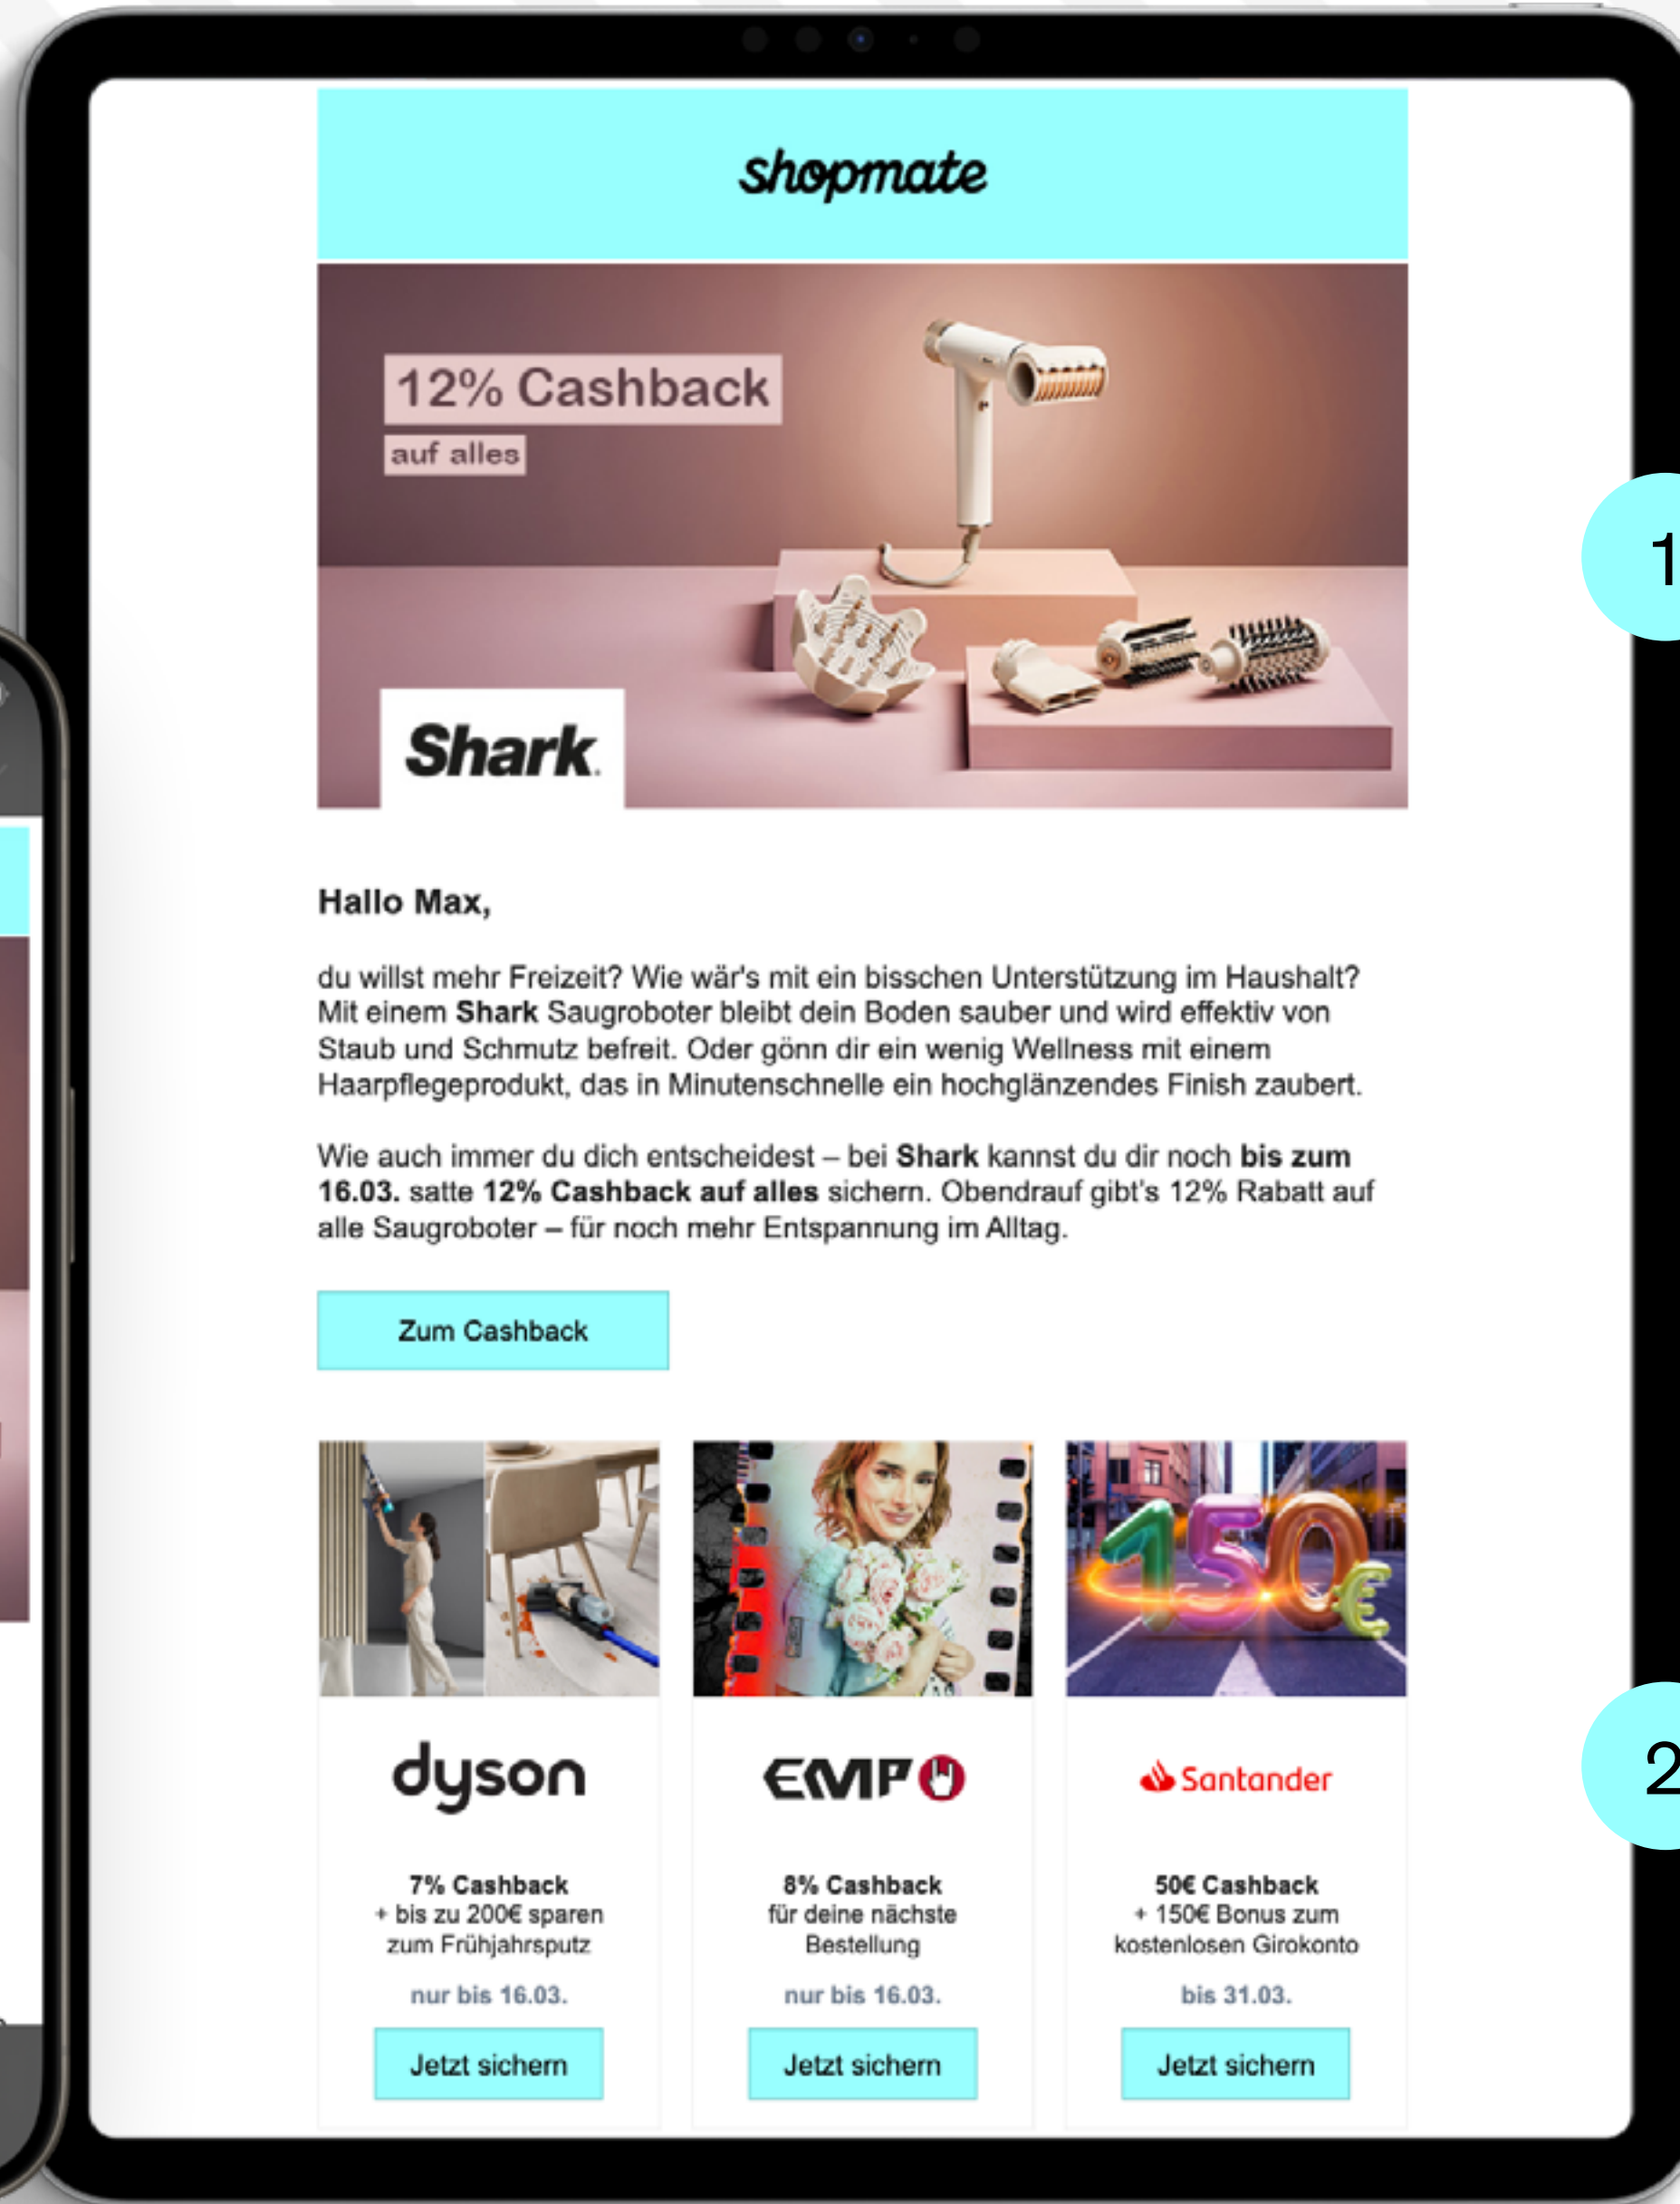 shopmate
12% Cashback
auf alles
Shark
Hallo Max,
du willst mehr Freizeit? Wie wär's mit ein bisschen Unterstützung im Haushalt?
Mit einem Shark Saugroboter bleibt dein Boden sauber und wird effektiv von
Staub und Schmutz befreit. Oder gönn dir ein wenig Wellness mit einem
Haarpflegeprodukt, das in Minutenschnelle ein hochglänzendes Finish zaubert.
Wie auch immer du dich entscheidest – bei Shark kannst du dir noch bis zum
16.03. satte 12% Cashback auf alles sichern. Obendrauf gibt's 12% Rabatt auf
alle Saugroboter – für noch mehr Entspannung im Alltag.
Zum Cashback
1
150€
dyson
7% Cashback
+ bis zu 200€ sparen
zum Frühjahrsputz
nur bis 16.03.
Jetzt sichern
EMP
8% Cashback
für deine nächste
Bestellung
nur bis 16.03.
Jetzt sichern
Santander
50€ Cashback
+ 150€ Bonus zum
kostenlosen Girokonto
bis 31.03.
Jetzt sichern
2